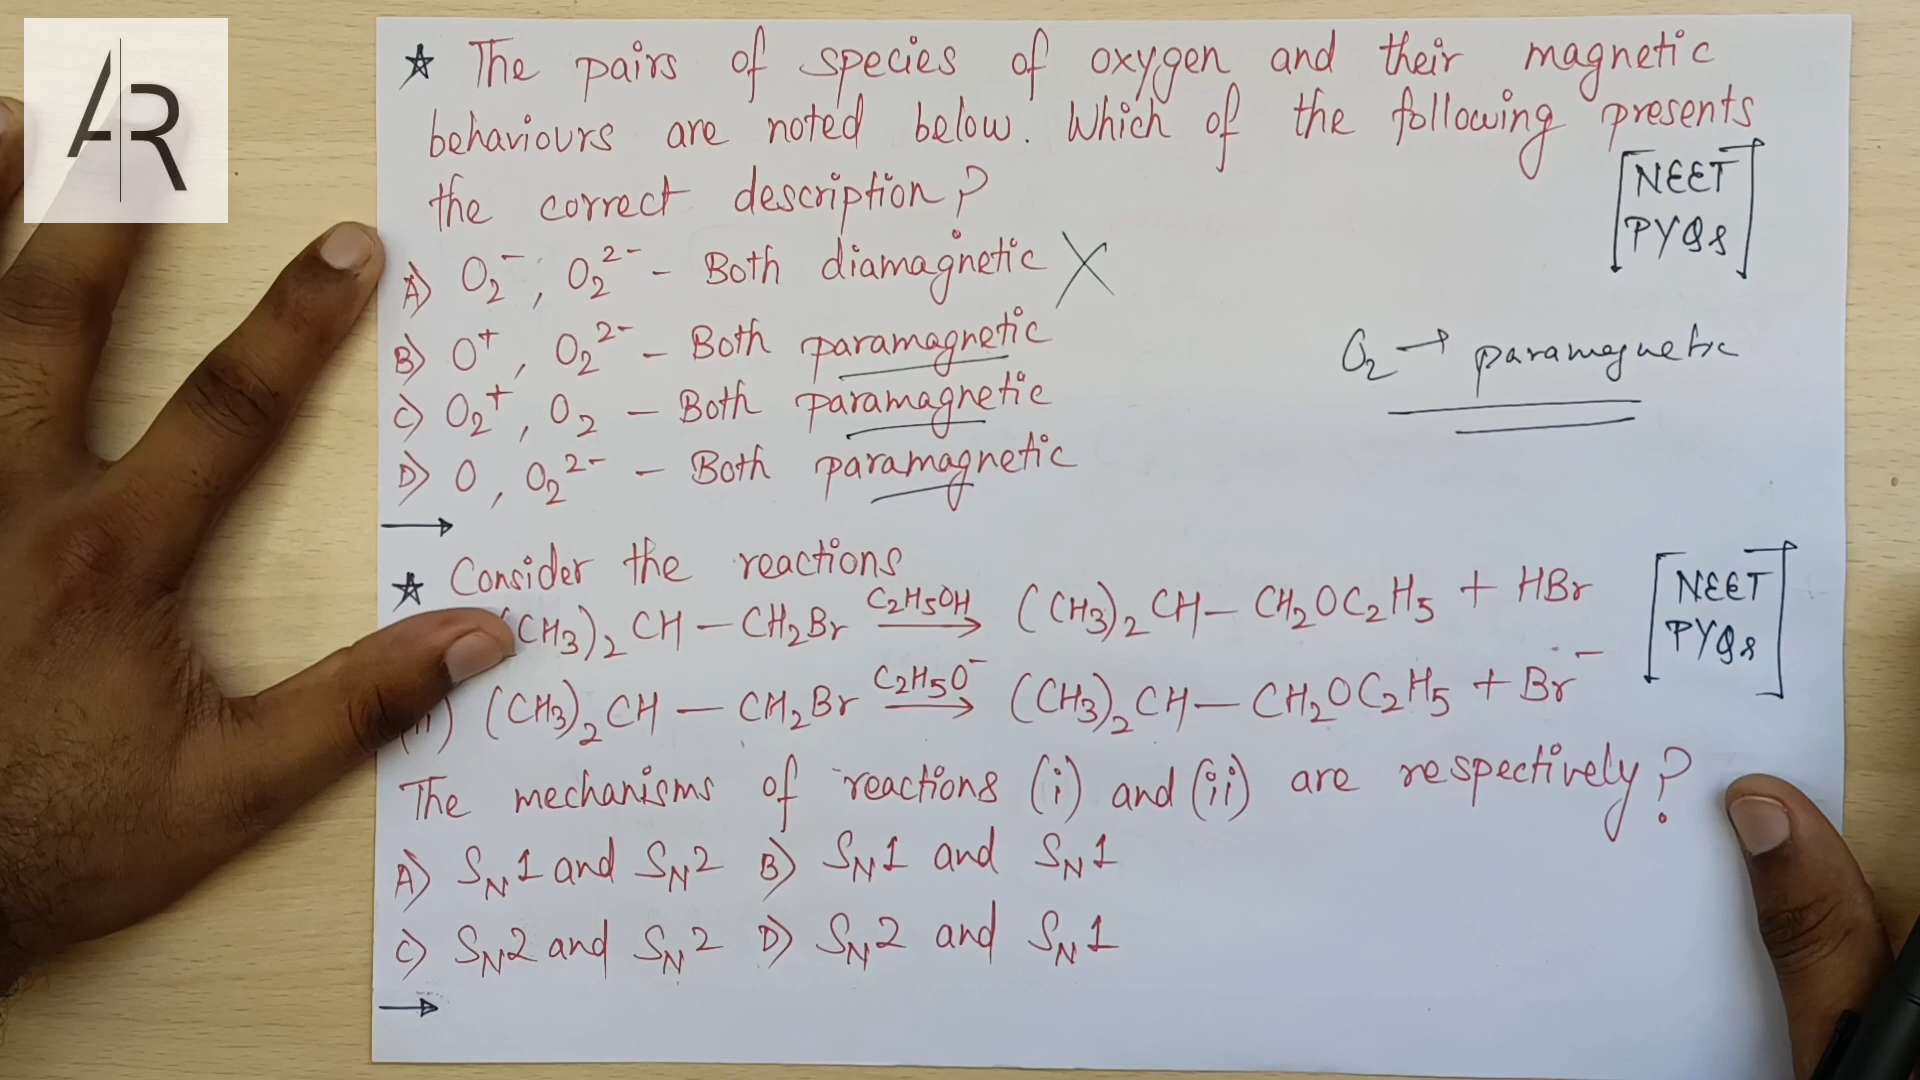 AR
★ The pairs of species of oxygen and their magnetic
behaviours are noted below. Which of the following presents
the correct description?
[NEET
PYQs]
A) O₂⁻, O₂²⁻ - Both diamagnetic X
B) O⁺, O₂²⁻ - Both paramagnetic
O₂ → paramagnetic
C) O₂⁺, O₂ - Both paramagnetic
D) O, O₂²⁻ - Both paramagnetic
→
★ Consider the reactions
(CH3)₂CH - CH₂Br C₂H5OH → (CH3)₂CH - CH₂OC₂H5 + HBr
[NEET
PYQs]
(ii) (CH3)₂CH - CH₂Br C₂H5O⁻ → (CH3)₂CH - CH₂OC₂H5 + Br⁻
The mechanisms of reactions (i) and (ii) are respectively?
A) SN1 and SN2 B) SN1 and SN1
C) SN2 and SN2 D) SN2 and SN1
→